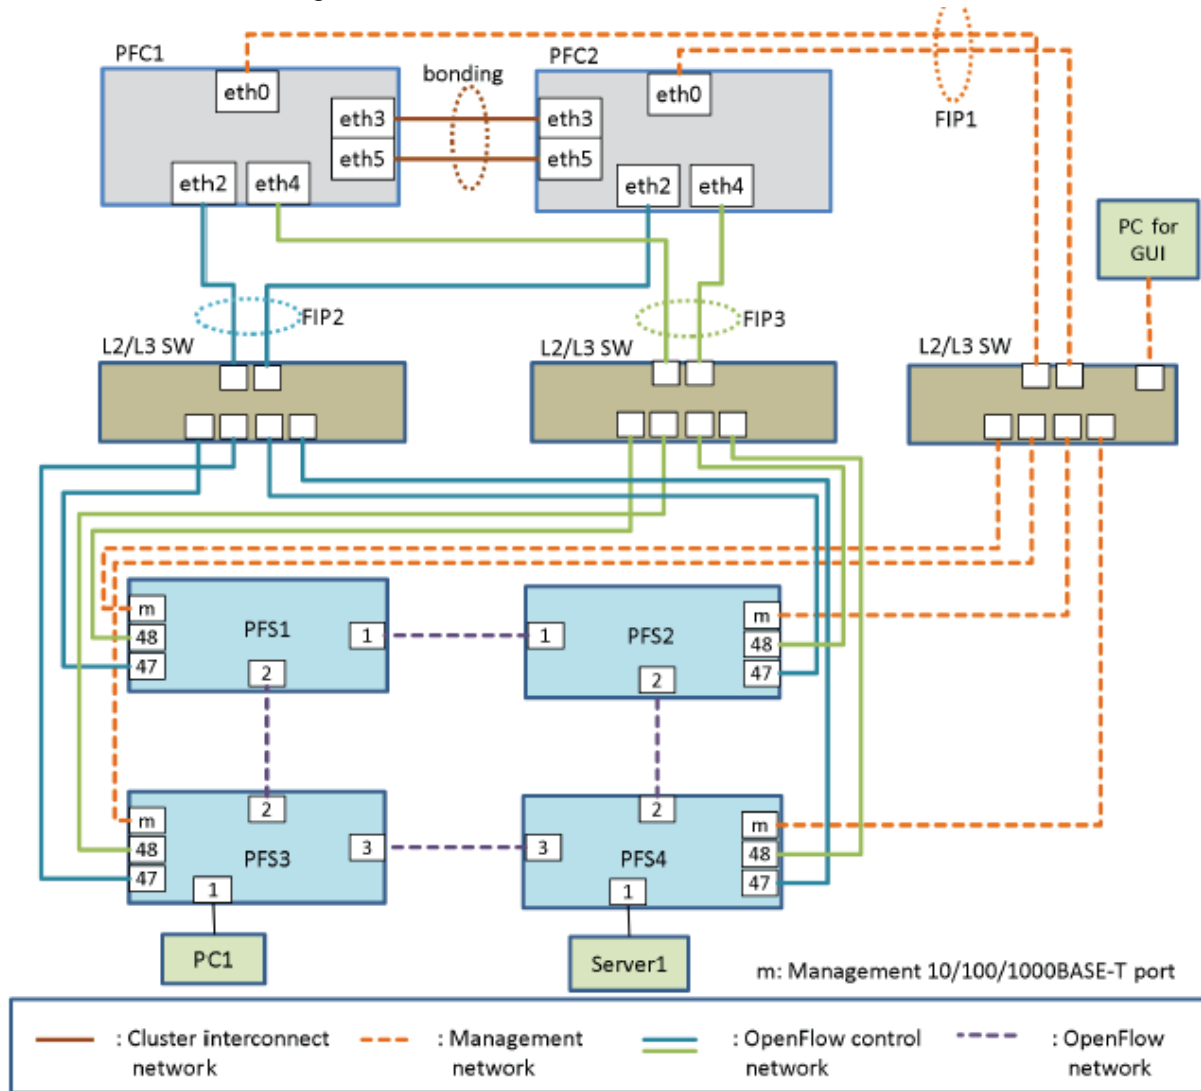 PFC1
eth0
eth3
eth5
eth2
eth4
bonding
PFC2
eth0
eth3
eth5
eth2
eth4
FIP1
PC for
GUI
FIP2
FIP3
L2/L3 SW
L2/L3 SW
L2/L3 SW
m
48
47
PFS1
1
2
1
PFS2
2
m
48
47
m
48
47
2
PFS3
3
1
3
2
PFS4
1
m
48
47
PC1
Server1
m: Management 10/100/1000BASE-T port
: Cluster interconnect
network
: Management
network
: OpenFlow control
network
: OpenFlow
network